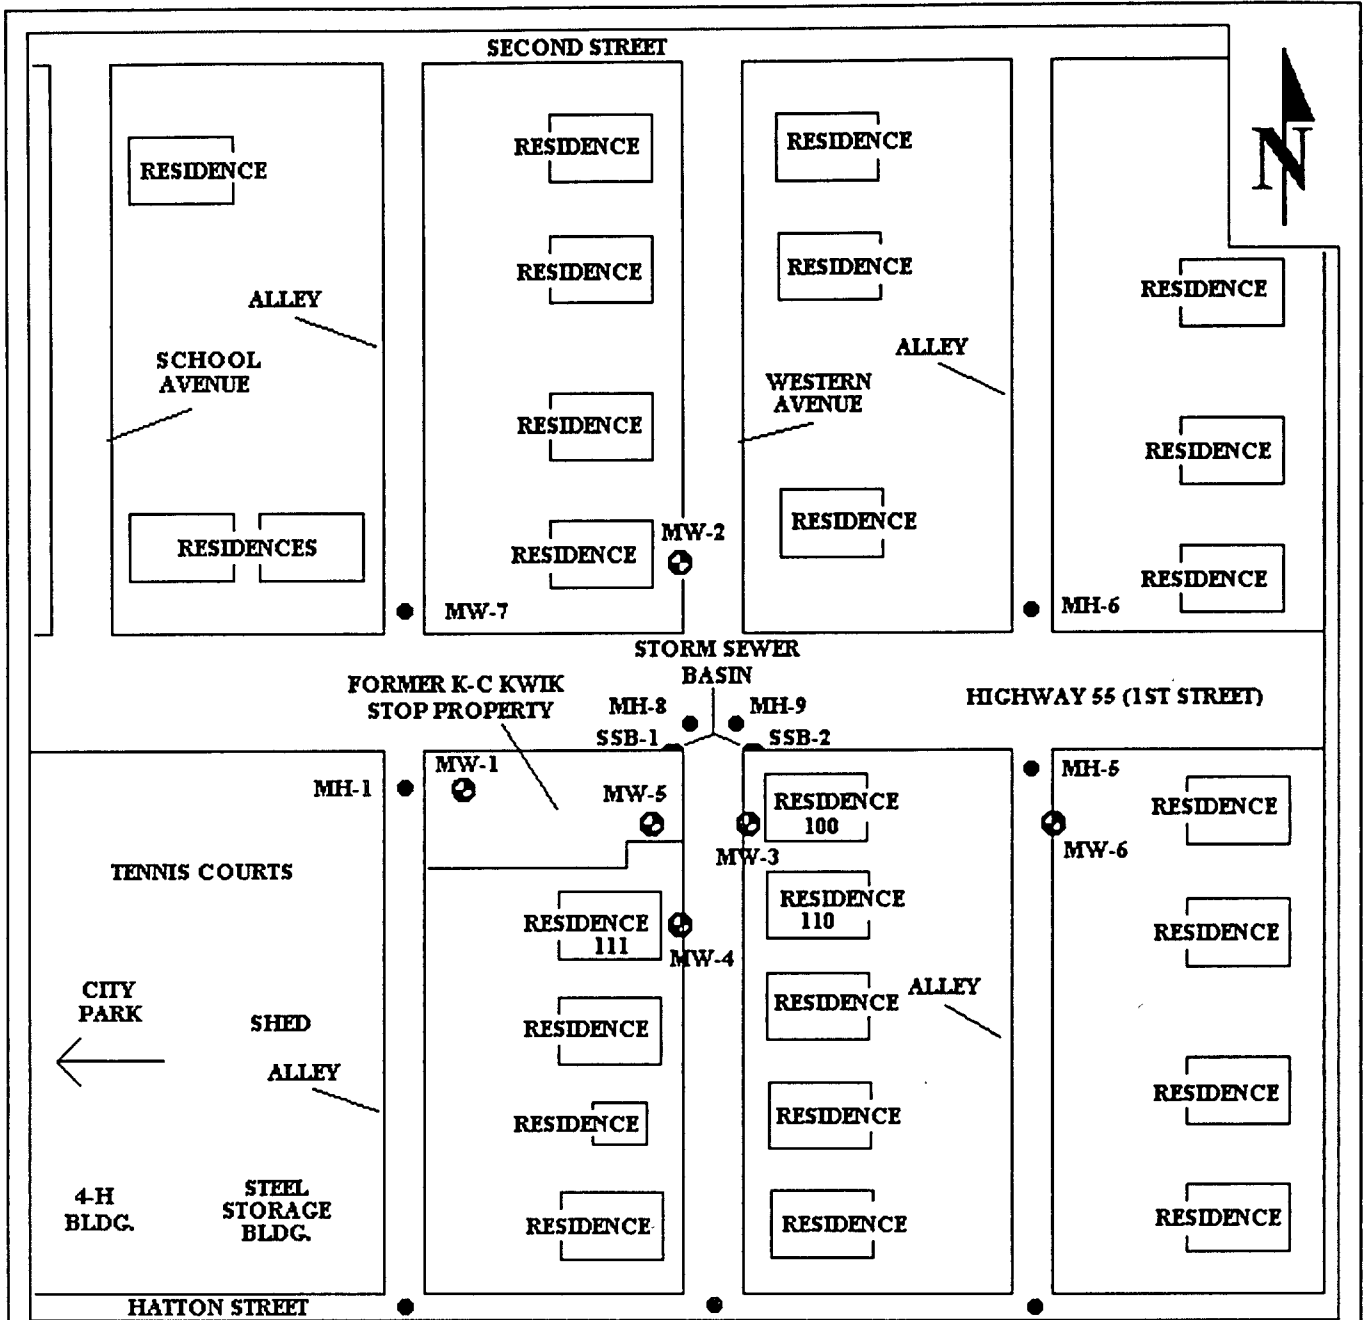 SECOND STREET
N
RESIDENCE
RESIDENCE
RESIDENCE
RESIDENCE
RESIDENCE
RESIDENCE
ALLEY
SCHOOL
AVENUE
ALLEY
WESTERN
AVENUE
RESIDENCE
RESIDENCE
RESIDENCE
RESIDENCE
RESIDENCES
RESIDENCE
MW-2
RESIDENCE
MW-7
MH-6
STORM SEWER
BASIN
FORMER K-C KWIK
STOP PROPERTY
MH-8
MH-9
HIGHWAY 55 (1ST STREET)
SSB-1
SSB-2
MH-1
MW-1
MW-5
MH-5
RESIDENCE
100
RESIDENCE
MW-3
MW-6
TENNIS COURTS
RESIDENCE
110
RESIDENCE
111
RESIDENCE
MW-4
CITY
PARK
SHED
ALLEY
RESIDENCE
RESIDENCE
ALLEY
RESIDENCE
RESIDENCE
RESIDENCE
4-H
BLDG.
STEEL
STORAGE
BLDG.
RESIDENCE
RESIDENCE
RESIDENCE
HATTON STREET